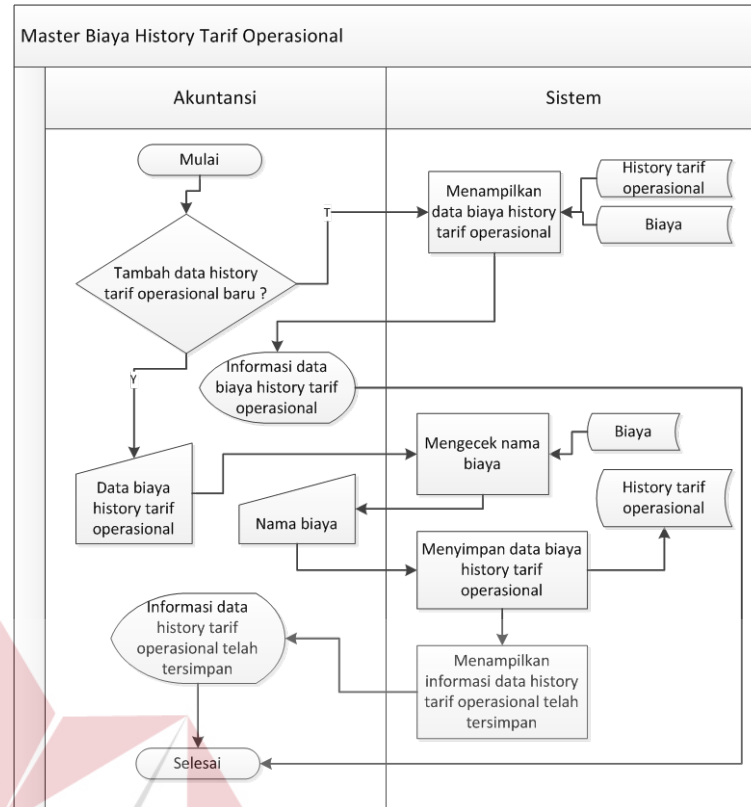 Master Biaya History Tarif Operasional
Akuntansi
Sistem
Mulai
Menampilkan
data biaya history
tarif operasional
History tarif
operasional
Biaya
T
Tambah data history
tarif operasional baru ?
Informasi data
biaya history tarif
operasional
Y
Data biaya
history tarif
operasional
Mengecek nama
biaya
Biaya
History tarif
operasional
Nama biaya
Menyimpan data biaya
history tarif
operasional
Informasi data
history tarif
operasional telah
tersimpan
Menampilkan
informasi data history
tarif operasional telah
tersimpan
Selesai